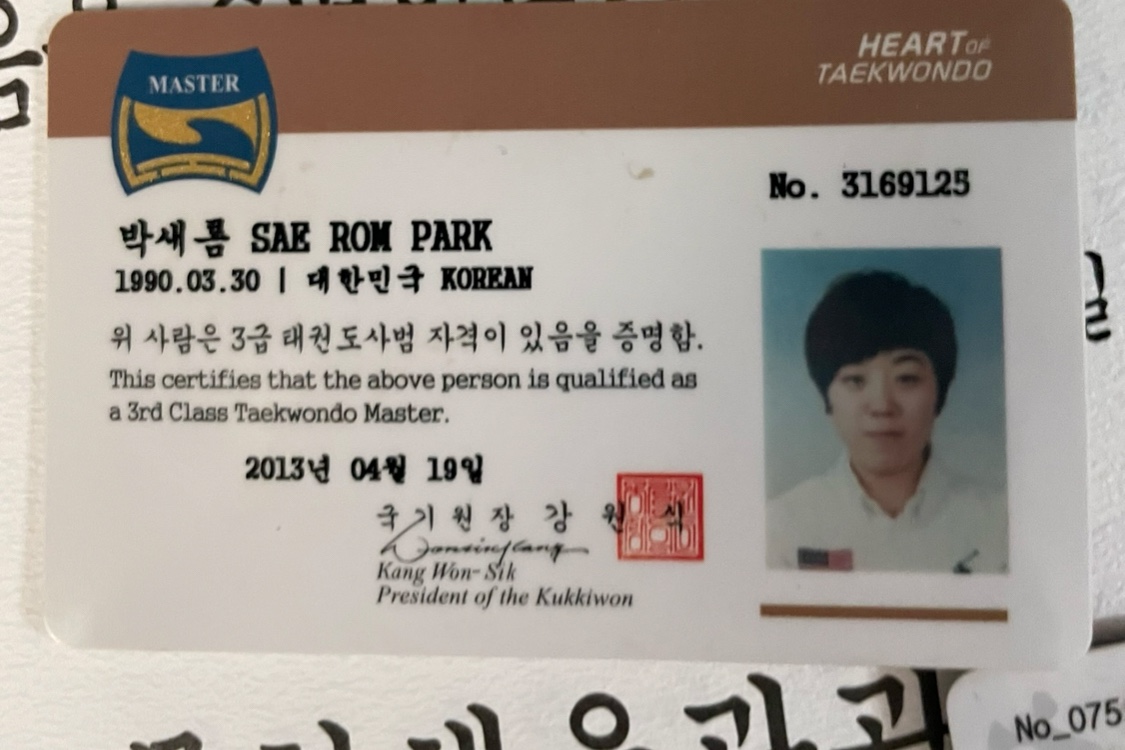 MASTER
HEART OF
TAEKWONDO
No. 3169125
박새롬 SAE ROM PARK
1990.03.30 | 대한민국 KOREAN
위 사람은 3급 태권도사범 자격이 있음을 증명함.
This certifies that the above person is qualified as
a 3rd Class Taekwondo Master.
2013년 04월 19일
국기원장 강 원 식
Kang Won-Sik
President of the Kukkiwon
No_075